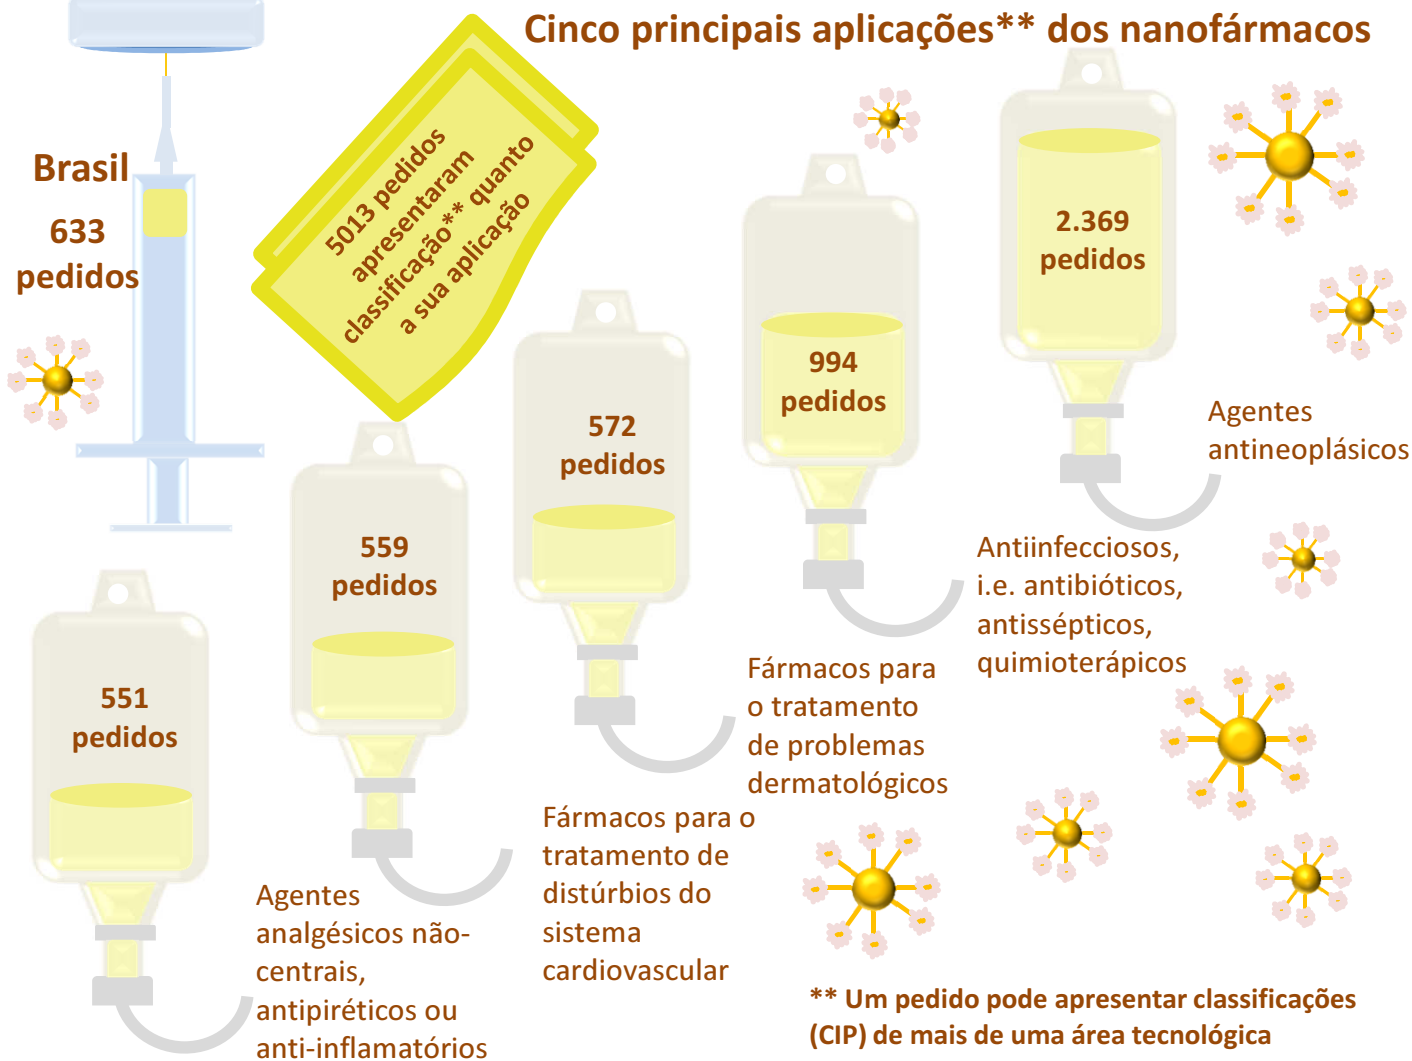 Cinco principais aplicações** dos nanofármacos
Brasil
633
pedidos
5013 pedidos
apresentaram
classificação** quanto
a sua aplicação
2.369
pedidos
Agentes
antineoplásicos
994
pedidos
Antiinfecciosos,
i.e. antibióticos,
antissépticos,
quimioterápicos
572
pedidos
Fármacos para
o tratamento
de problemas
dermatológicos
559
pedidos
Fármacos para o
tratamento de
distúrbios do
sistema
cardiovascular
551
pedidos
Agentes
analgésicos não-
centrais,
antipiréticos ou
anti-inflamatórios
** Um pedido pode apresentar classificações
(CIP) de mais de uma área tecnológica